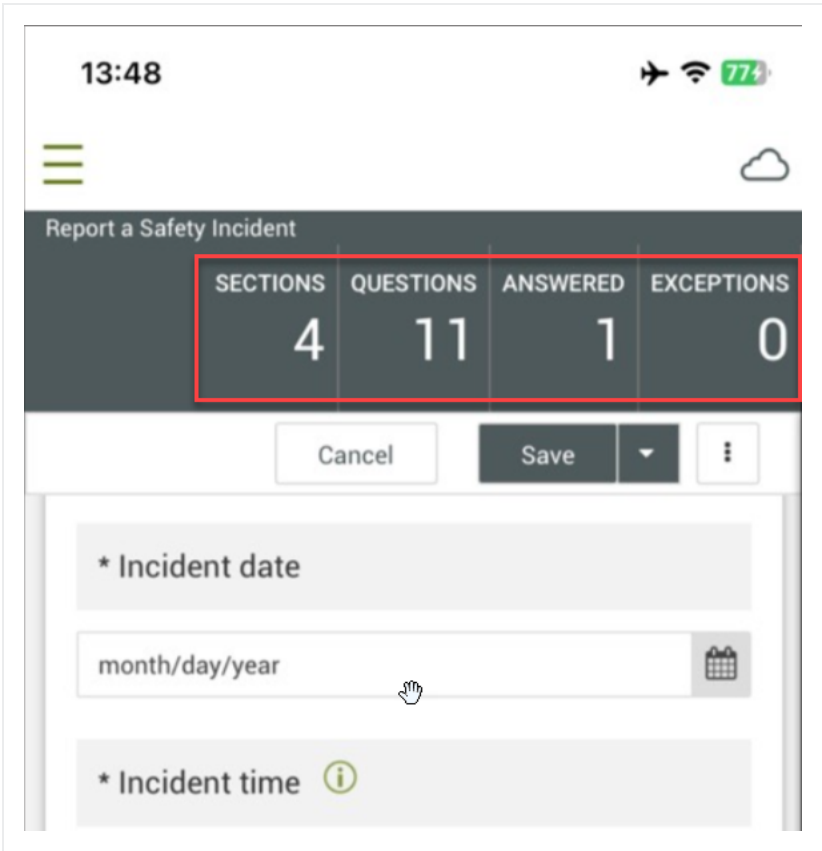 13:48
77
Report a Safety Incident
SECTIONS QUESTIONS ANSWERED EXCEPTIONS
4 11 1 0
Cancel Save
* Incident date
month/day/year
* Incident time